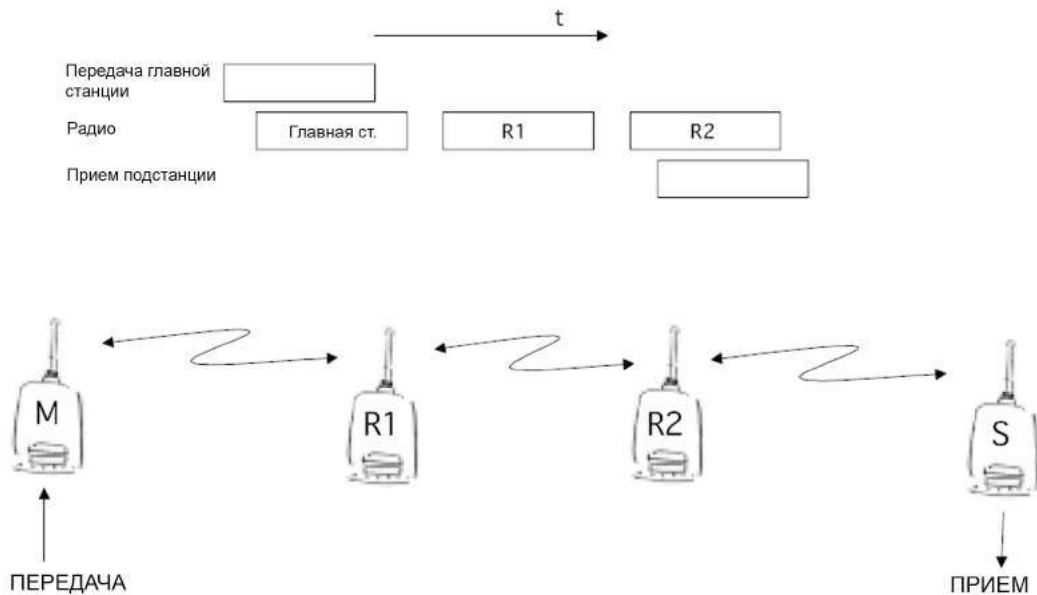 t
Передача главной
станции
Радио
Главная ст.
R1
R2
Прием подстанции
M
R1
R2
S
ПЕРЕДАЧА
ПРИЕМ